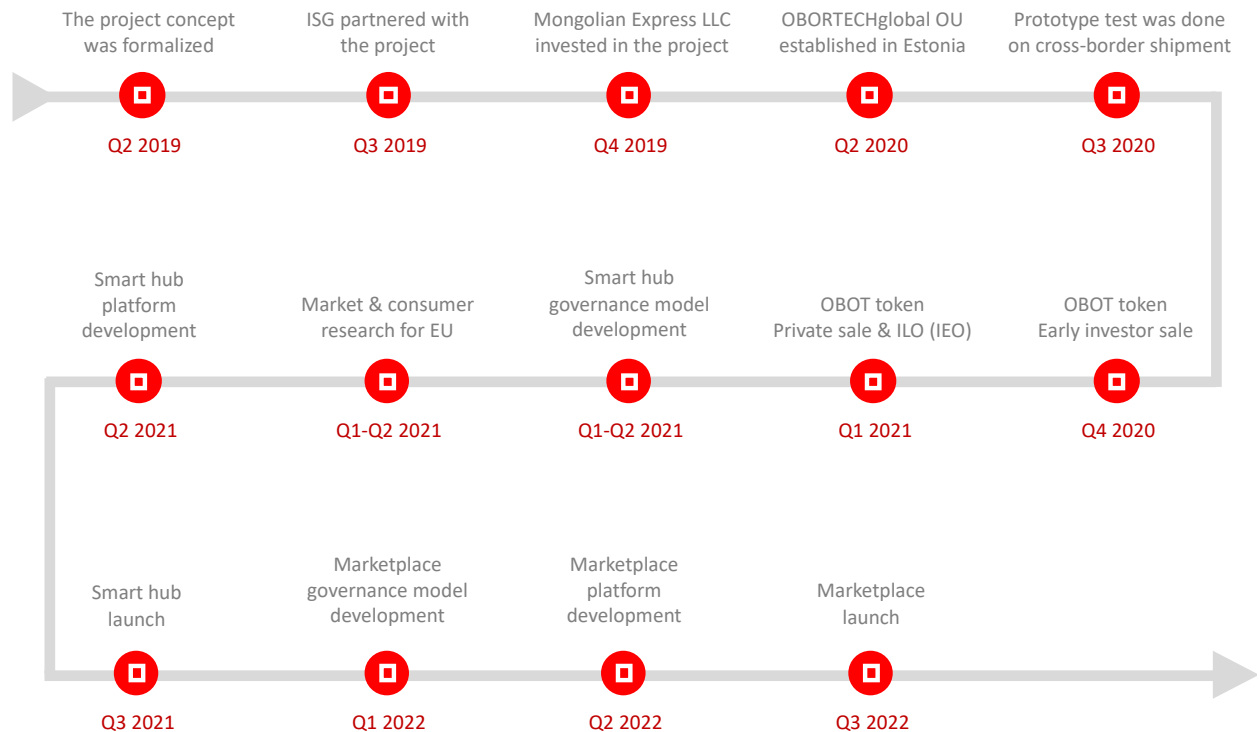 The project concept
was formalized
Q2 2019
ISG partnered with
the project
Q3 2019
Mongolian Express LLC
invested in the project
Q4 2019
OBORTECHglobal OU
established in Estonia
Q2 2020
Prototype test was done
on cross-border shipment
Q3 2020
OBOT token
Early investor sale
Q4 2020
OBOT token
Private sale & ILO (IEO)
Q1 2021
Smart hub
governance model
development
Q1-Q2 2021
Market & consumer
research for EU
Q1-Q2 2021
Smart hub
platform
development
Q2 2021
Smart hub
launch
Q3 2021
Marketplace
governance model
development
Q1 2022
Marketplace
platform
development
Q2 2022
Marketplace
launch
Q3 2022